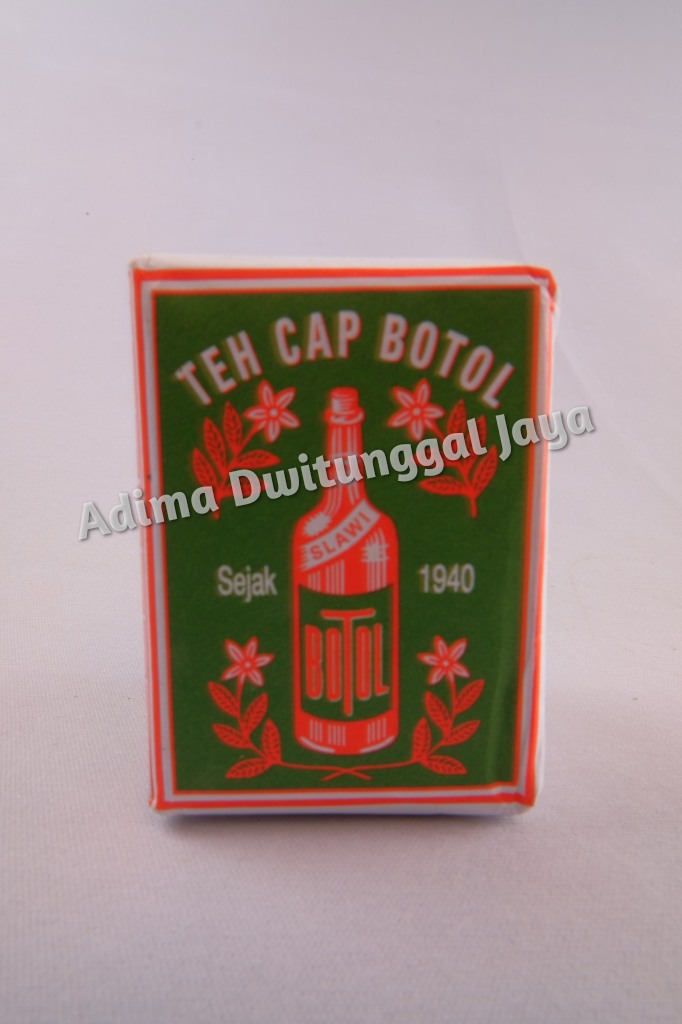 TEH CAP BOTOL
Adima Dwitunggal Jaya
SLAWI
Sejak 1940
BOTOL